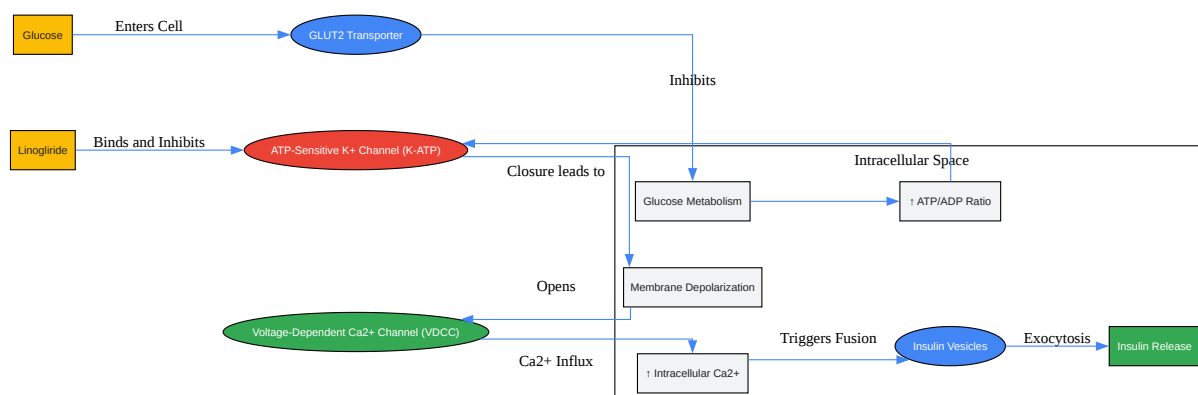 Glucose
Enters Cell
GLUT2 Transporter
Inhibits
Linogliride
Binds and Inhibits
ATP-Sensitive K+ Channel (K-ATP)
Closure leads to
Intracellular Space
Glucose Metabolism
↑ ATP/ADP Ratio
Membrane Depolarization
Opens
Voltage-Dependent Ca2+ Channel (VDCC)
Ca2+ Influx
↑ Intracellular Ca2+
Triggers Fusion
Insulin Vesicles
Exocytosis
Insulin Release